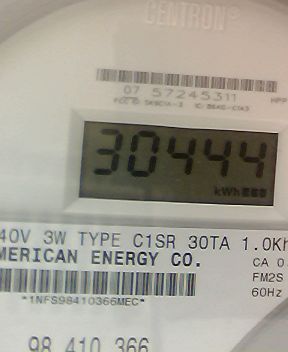 CENTRON®
07 57245311
30444
kWh
40V 3W TYPE C1SR 30TA 1.0Kh
MERICAN ENERGY CO.
CA 0.
FM2S
60Hz
*1NFS98410366MEC*
98 410 366